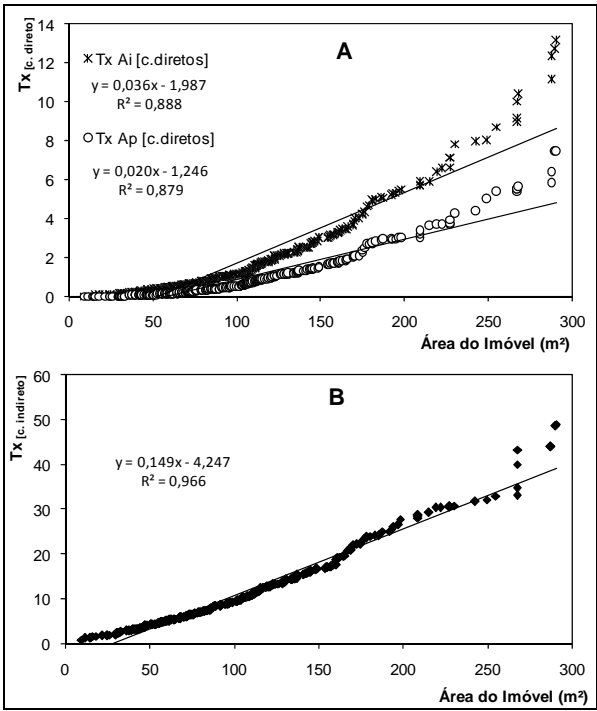 Tx [c. direto]
14
12
10
8
6
4
2
0
A
Tx Ai [c.diretos]
y = 0,036x - 1,987
R² = 0,888
Tx Ap [c.diretos]
y = 0,020x - 1,246
R² = 0,879
0 50 100 150 200 250 300
Área do Imóvel (m²)
Tx [c. indireto]
60
50
40
30
20
10
0
B
y = 0,149x - 4,247
R² = 0,966
0 50 100 150 200 250 300
Área do Imóvel (m²)